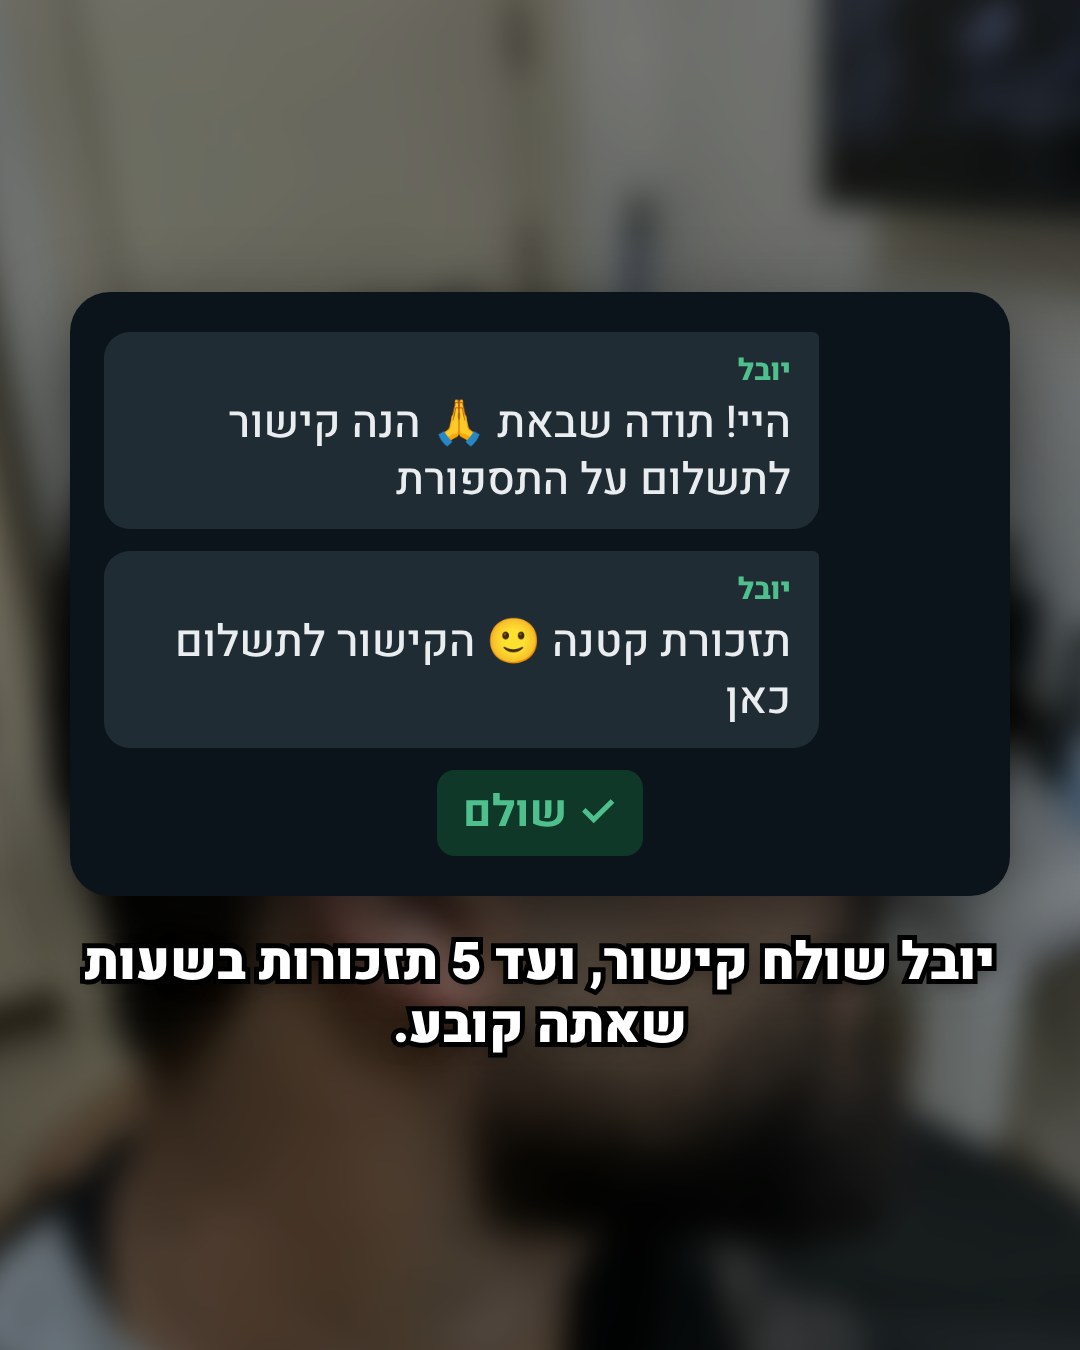 יובל
היי! תודה שבאת 🙏 הנה קישור
לתשלום על התספורת
יובל
תזכורת קטנה 🙂 הקישור לתשלום
כאן
✓ שולם
יובל שולח קישור, ועד 5 תזכורות בשעות
שאתה קובע.